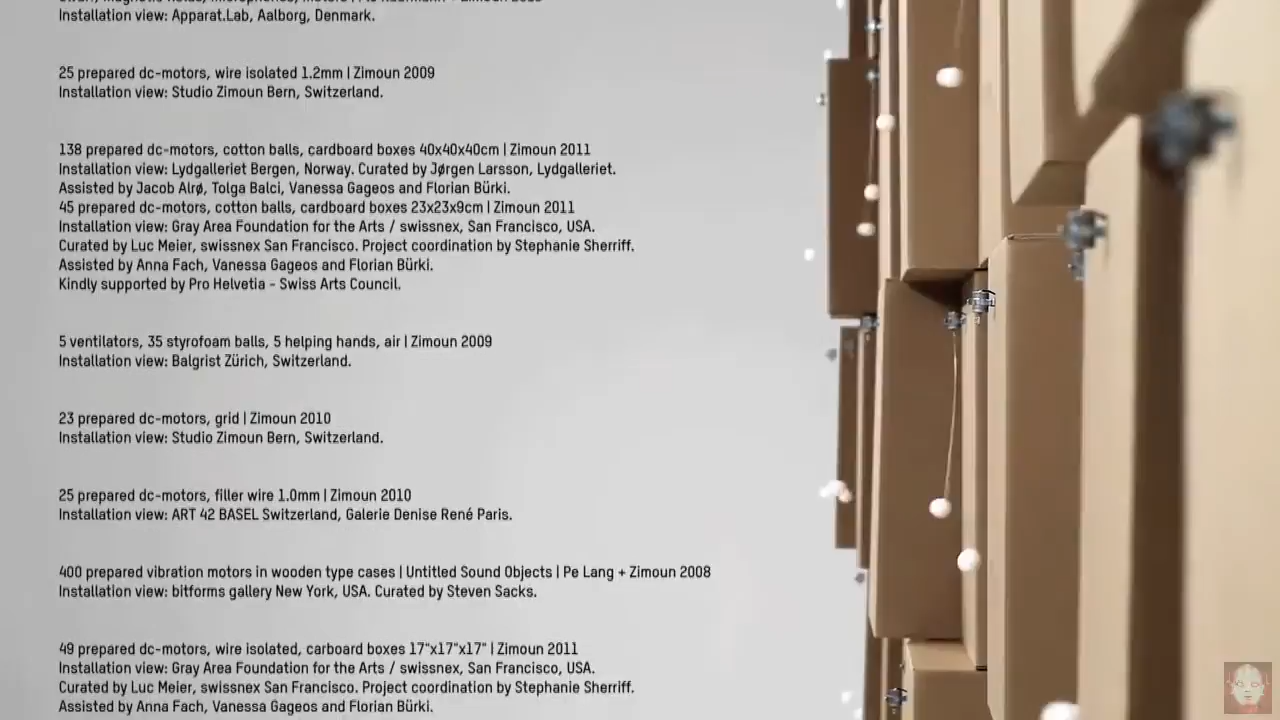 Installation view: Apparat.Lab, Aalborg, Denmark.
25 prepared dc-motors, wire isolated 1.2mm | Zimoun 2009
Installation view: Studio Zimoun Bern, Switzerland.
138 prepared dc-motors, cotton balls, cardboard boxes 40x40x40cm | Zimoun 2011
Installation view: Lydgalleriet Bergen, Norway. Curated by Jørgen Larsson, Lydgalleriet.
Assisted by Jacob Alrø, Tolga Balci, Vanessa Gageos and Florian Bürki.
45 prepared dc-motors, cotton balls, cardboard boxes 23x23x9cm | Zimoun 2011
Installation view: Gray Area Foundation for the Arts / swissnex, San Francisco, USA.
Curated by Luc Meier, swissnex San Francisco. Project coordination by Stephanie Sherriff.
Assisted by Anna Fach, Vanessa Gageos and Florian Bürki.
Kindly supported by Pro Helvetia - Swiss Arts Council.
5 ventilators, 35 styrofoam balls, 5 helping hands, air | Zimoun 2009
Installation view: Balgrist Zürich, Switzerland.
23 prepared dc-motors, grid | Zimoun 2010
Installation view: Studio Zimoun Bern, Switzerland.
25 prepared dc-motors, filler wire 1.0mm | Zimoun 2010
Installation view: ART 42 BASEL Switzerland, Galerie Denise René Paris.
400 prepared vibration motors in wooden type cases | Untitled Sound Objects | Pe Lang + Zimoun 2008
Installation view: bitforms gallery New York, USA. Curated by Steven Sacks.
49 prepared dc-motors, wire isolated, carboard boxes 17"x17"x17" | Zimoun 2011
Installation view: Gray Area Foundation for the Arts / swissnex, San Francisco, USA.
Curated by Luc Meier, swissnex San Francisco. Project coordination by Stephanie Sherriff.
Assisted by Anna Fach, Vanessa Gageos and Florian Bürki.